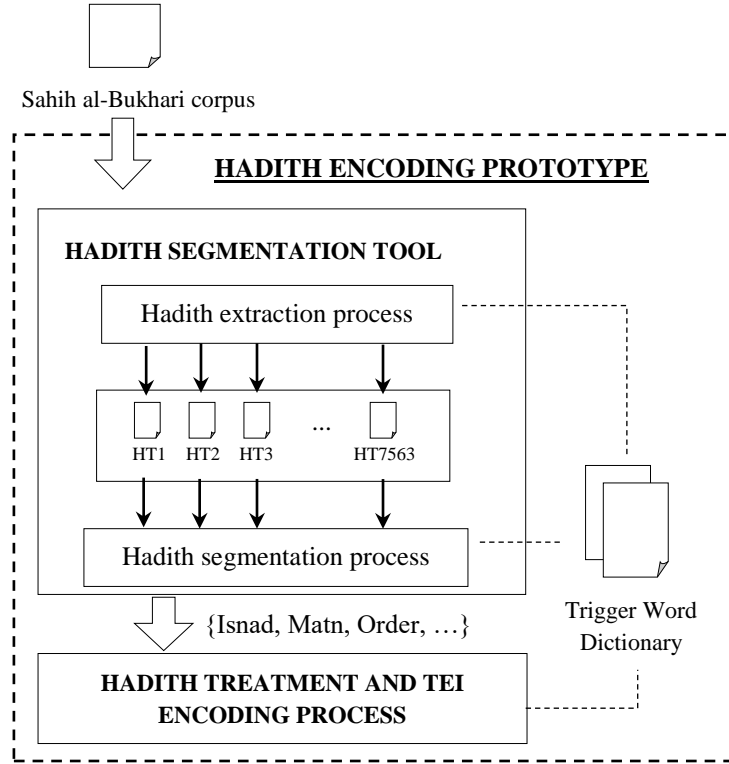 Sahih al-Bukhari corpus
HADITH ENCODING PROTOTYPE
HADITH SEGMENTATION TOOL
Hadith extraction process
HT1 HT2 HT3 ... HT7563
Hadith segmentation process
{Isnad, Matn, Order, …}
Trigger Word
Dictionary
HADITH TREATMENT AND TEI
ENCODING PROCESS